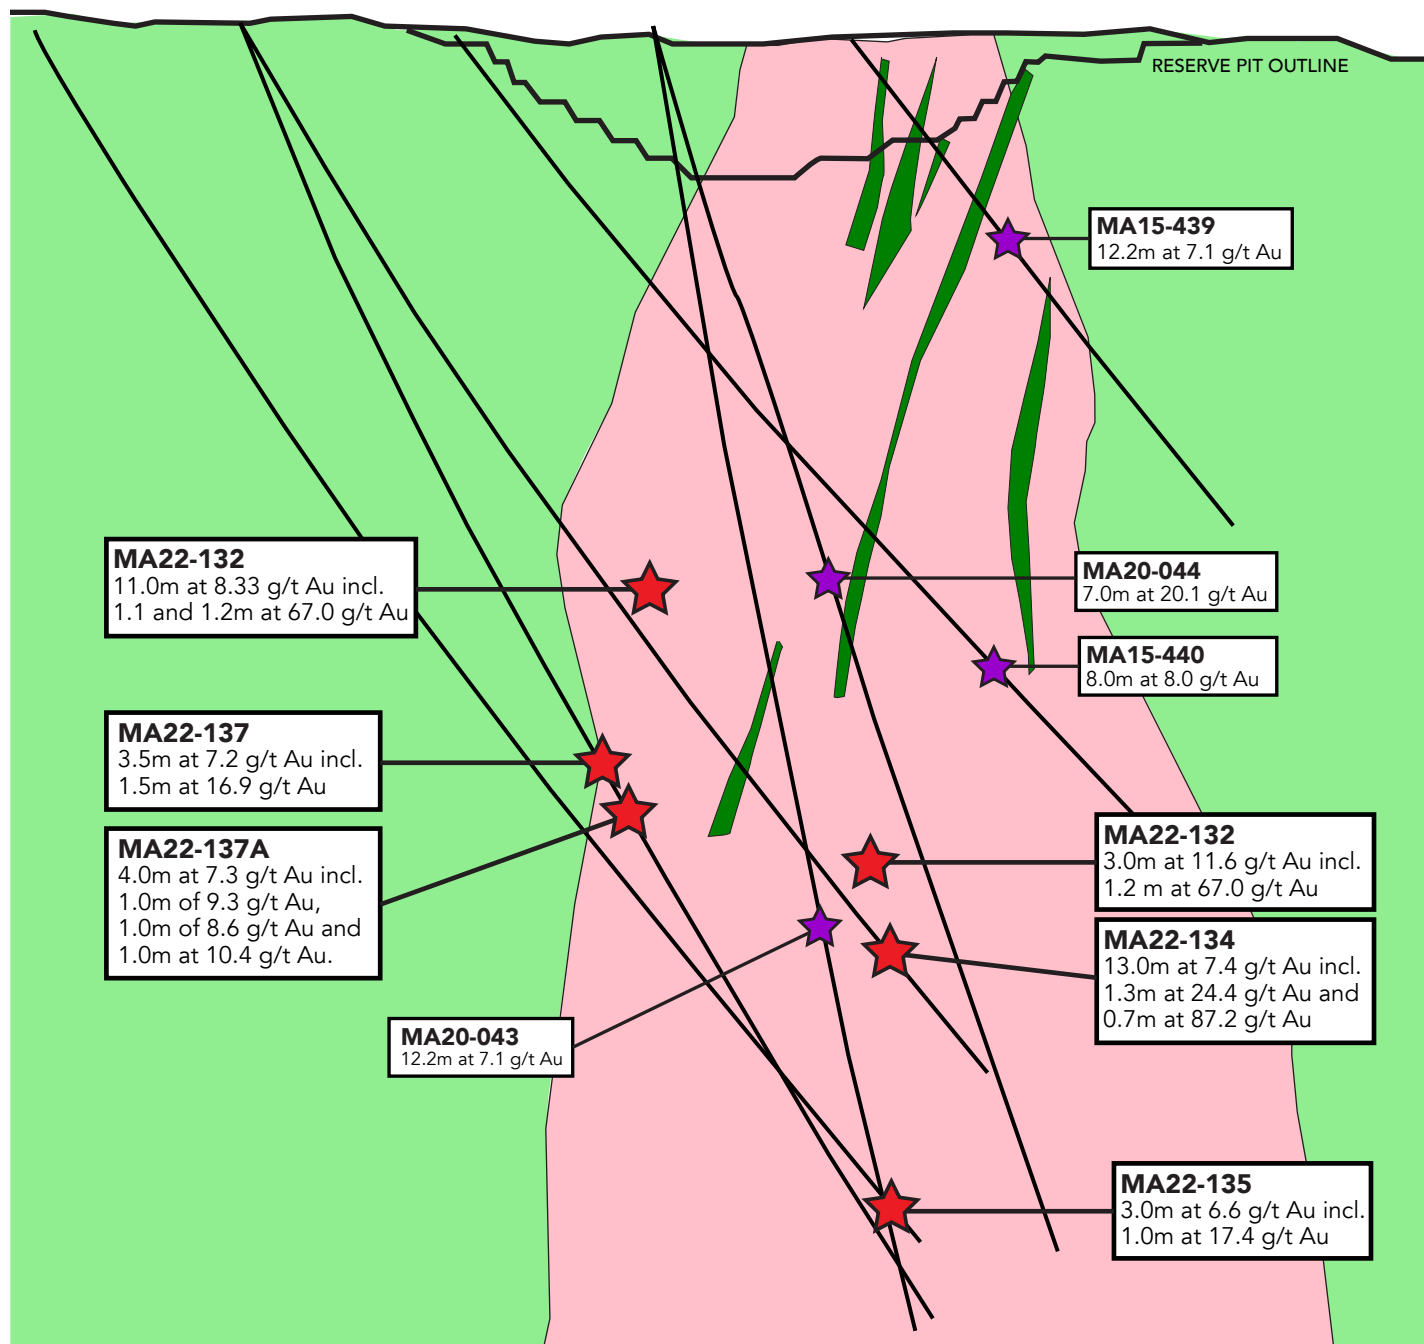 RESERVE PIT OUTLINE
MA15-439
12.2m at 7.1 g/t Au
MA22-132
11.0m at 8.33 g/t Au incl.
1.1 and 1.2m at 67.0 g/t Au
MA20-044
7.0m at 20.1 g/t Au
MA15-440
8.0m at 8.0 g/t Au
MA22-137
3.5m at 7.2 g/t Au incl.
1.5m at 16.9 g/t Au
MA22-137A
4.0m at 7.3 g/t Au incl.
1.0m of 9.3 g/t Au,
1.0m of 8.6 g/t Au and
1.0m at 10.4 g/t Au.
MA22-132
3.0m at 11.6 g/t Au incl.
1.2 m at 67.0 g/t Au
MA22-134
13.0m at 7.4 g/t Au incl.
1.3m at 24.4 g/t Au and
0.7m at 87.2 g/t Au
MA20-043
12.2m at 7.1 g/t Au
MA22-135
3.0m at 6.6 g/t Au incl.
1.0m at 17.4 g/t Au